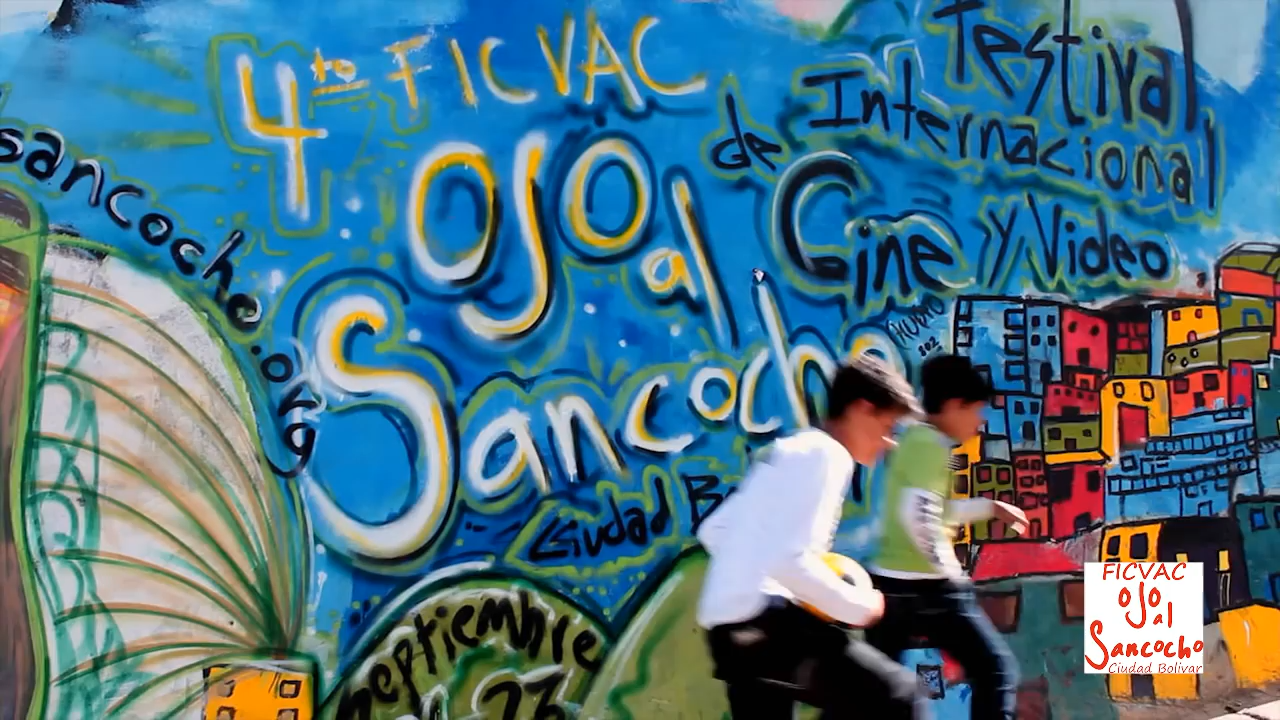 4to FICVAC
OJO al
Sancocho
Festival
Internacional
de Cine y Video
sancocho.org
Ciudad B
septiembre
23
FICVAC
OJO
al
Sancocho
Ciudad Bolivar